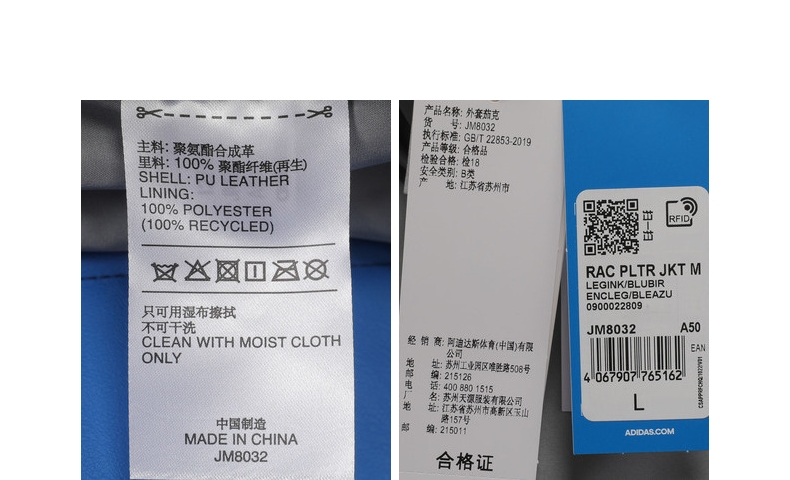 主料: 聚氨酯合成革
里料: 100% 聚酯纤维(再生)
SHELL: PU LEATHER
LINING:
100% POLYESTER
(100% RECYCLED)
只可用湿布擦拭
不可干洗
CLEAN WITH MOIST CLOTH
ONLY
中国制造
MADE IN CHINA
JM8032
产品名称: 外套茄克
货 号: JM8032
执行标准: GB/T 22853-2019
产品等级: 合格品
检验合格: 检18
安全类别: B类
产 地: 江苏省苏州市
经 销 商: 阿迪达斯体育(中国)有限
公司
地 址: 苏州工业园区唯胜路508号
邮 编: 215126
电 话: 400 880 1515
厂 名: 苏州天源服装有限公司
地 址: 江苏省苏州市高新区玉山
路157号
邮 编: 215011
合格证
扫一扫
RFID
RAC PLTR JKT M
LEGINK/BLUBIR
ENCLEG/BLEAZU
0900022809
JM8032 A50
EAN
4 067907 765162
L
ADIDAS.COM